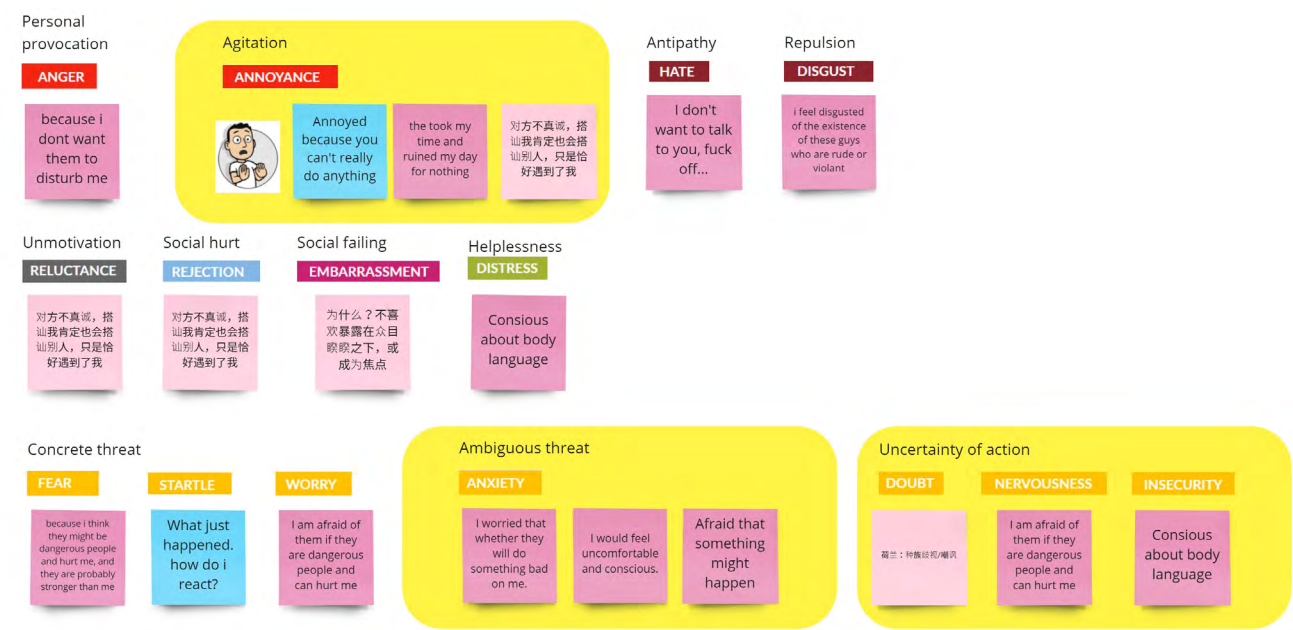 Personal
provocation
ANGER
because i
dont want
them to
disturb me
Agitation
ANNOYANCE
Annoyed
because you
can't really
do anything
the took my
time and
ruined my day
for nothing
对方不真诚，搭
讪我肯定也会搭
讪别人，只是恰
好遇到了我
Antipathy
HATE
I don't
want to talk
to you, fuck
off...
Repulsion
DISGUST
i feel disgusted
of the existence
of these guys
who are rude or
violant
Unmotivation
RELUCTANCE
对方不真诚，搭
讪我肯定也会搭
讪别人，只是恰
好遇到了我
Social hurt
REJECTION
对方不真诚，搭
讪我肯定也会搭
讪别人，只是恰
好遇到了我
Social failing
EMBARRASSMENT
为什么？不喜
欢暴露在众目
睽睽之下，或
成为焦点
Helplessness
DISTRESS
Consious
about body
language
Concrete threat
FEAR
because i think
they might be
dangerous people
and hurt me, and
they are probably
stronger than me
STARTLE
What just
happened.
how do i
react?
WORRY
I am afraid of
them if they
are dangerous
people and
can hurt me
Ambiguous threat
ANXIETY
I worried that
whether they
will do
something bad
on me.
I would feel
uncomfortable
and conscious.
Afraid that
something
might
happen
Uncertainty of action
DOUBT
荷兰：种族歧视/嘲讽
NERVOUSNESS
I am afraid of
them if they
are dangerous
people and
can hurt me
INSECURITY
Consious
about body
language